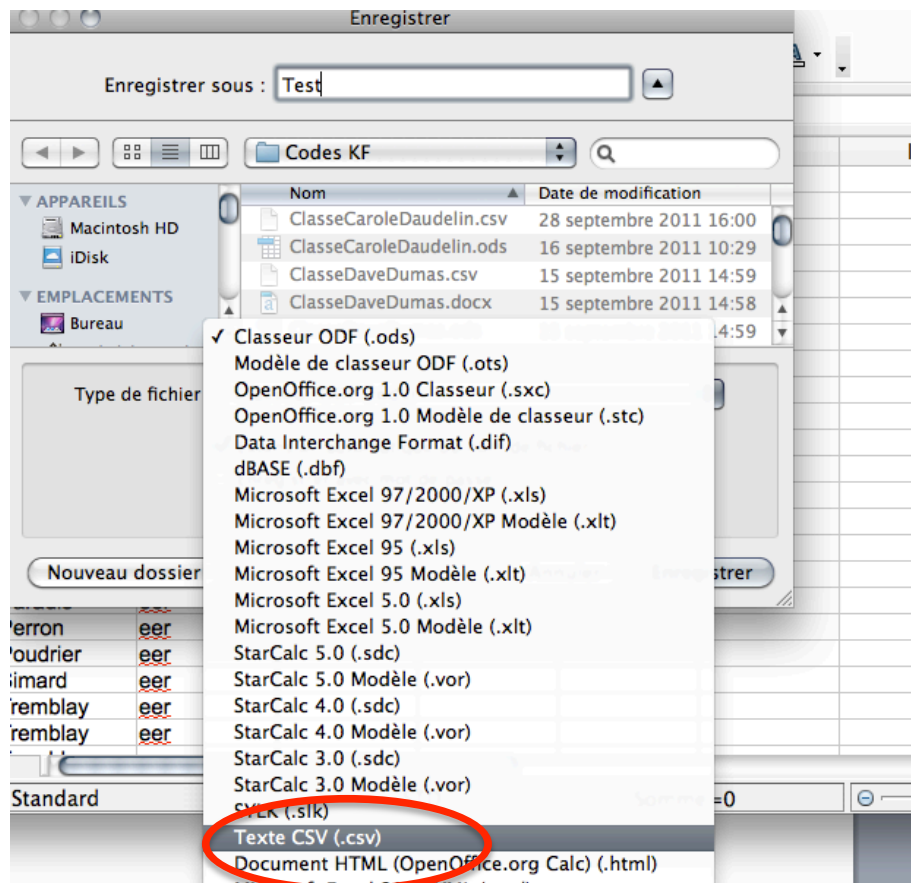 Enregistrer
Enregistrer sous : Test
Codes KF
Nom Date de modification
APPAREILS
Macintosh HD
iDisk
EMPLACEMENTS
Bureau
ClasseCaroleDaudelin.csv 28 septembre 2011 16:00
ClasseCaroleDaudelin.ods 16 septembre 2011 10:29
ClasseDaveDumas.csv 15 septembre 2011 14:59
ClasseDaveDumas.docx 15 septembre 2011 14:58
4:59
Type de fichier
✓ Classeur ODF (.ods)
Modèle de classeur ODF (.ots)
OpenOffice.org 1.0 Classeur (.sxc)
OpenOffice.org 1.0 Modèle de classeur (.stc)
Data Interchange Format (.dif)
dBASE (.dbf)
Microsoft Excel 97/2000/XP (.xls)
Microsoft Excel 97/2000/XP Modèle (.xlt)
Microsoft Excel 95 (.xls)
Microsoft Excel 95 Modèle (.xlt)
Microsoft Excel 5.0 (.xls)
Microsoft Excel 5.0 Modèle (.xlt)
StarCalc 5.0 (.sdc)
StarCalc 5.0 Modèle (.vor)
StarCalc 4.0 (.sdc)
StarCalc 4.0 Modèle (.vor)
StarCalc 3.0 (.sdc)
StarCalc 3.0 Modèle (.vor)
SYLK (.slk)
Texte CSV (.csv)
Document HTML (OpenOffice.org Calc) (.html)
Nouveau dossier
strer
erron eer
oudrier eer
imard eer
remblay eer
remblay eer
Standard
=0